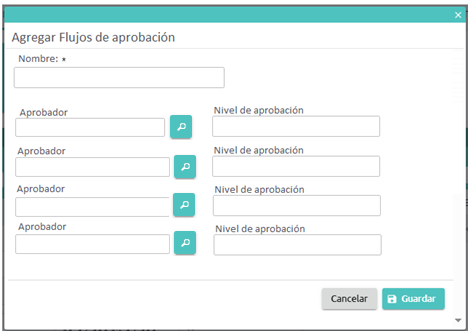 Agregar Flujos de aprobación
Nombre: *
Aprobador Nivel de aprobación
Aprobador Nivel de aprobación
Aprobador Nivel de aprobación
Aprobador Nivel de aprobación
Cancelar Guardar